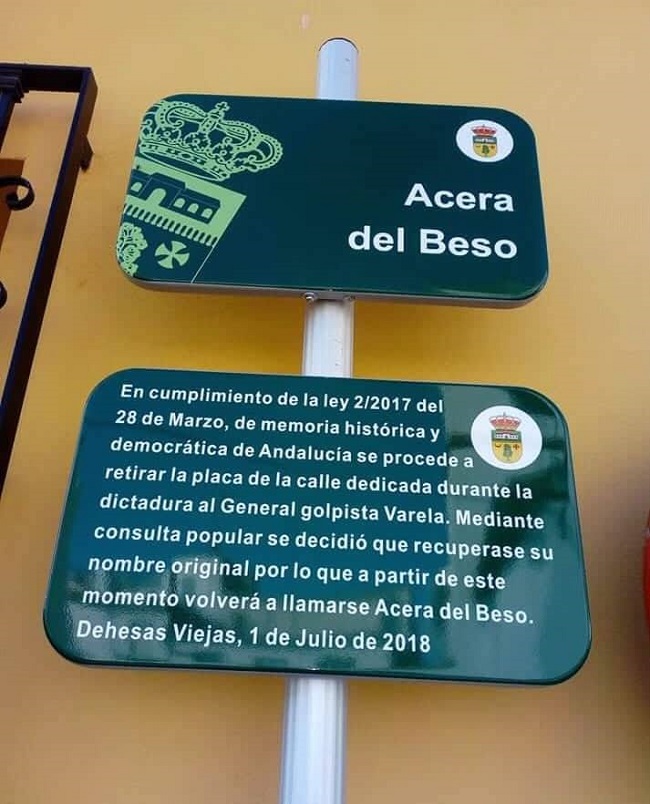 Acera
del Beso
En cumplimiento de la ley 2/2017 del
28 de Marzo, de memoria histórica y
democrática de Andalucía se procede a
retirar la placa de la calle dedicada durante la
dictadura al General golpista Varela. Mediante
consulta popular se decidió que recuperase su
nombre original por lo que a partir de este
momento volverá a llamarse Acera del Beso.
Dehesas Viejas, 1 de Julio de 2018